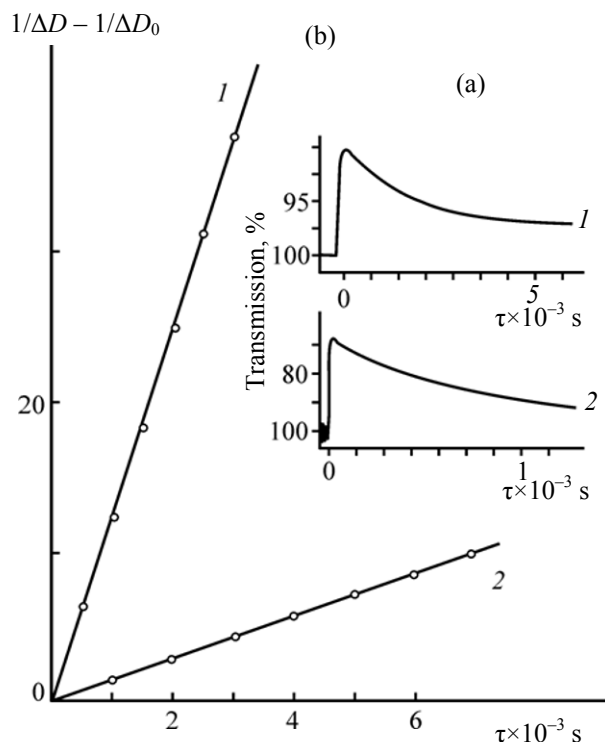 1/ΔD – 1/ΔD₀
(b)
(a)
1
Transmission, %
95
100
1
0
5
τ×10⁻³ s
80
100
2
0
1
τ×10⁻³ s
20
2
0
2
4
6
τ×10⁻³ s